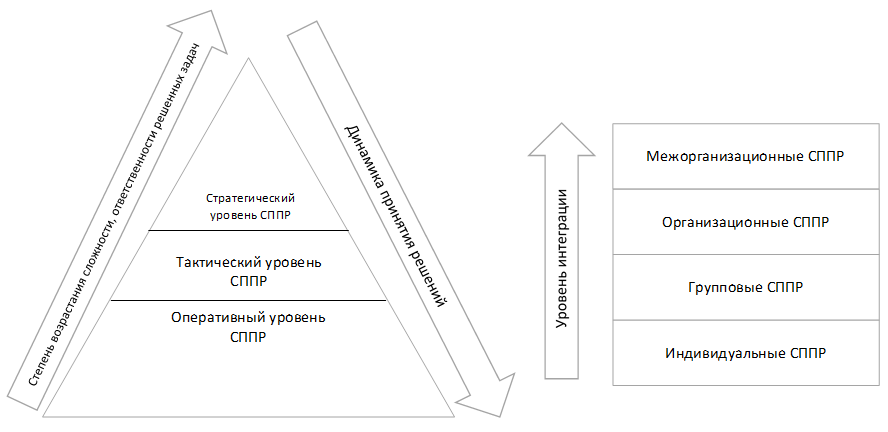 Степень возрастания сложности, ответственности решенных задач
Динамика принятия решений
Стратегический
уровень СППР
Тактический уровень
СППР
Оперативный уровень
СППР
Уровень интеграции
Межорганизационные СППР
Организационные СППР
Групповые СППР
Индивидуальные СППР